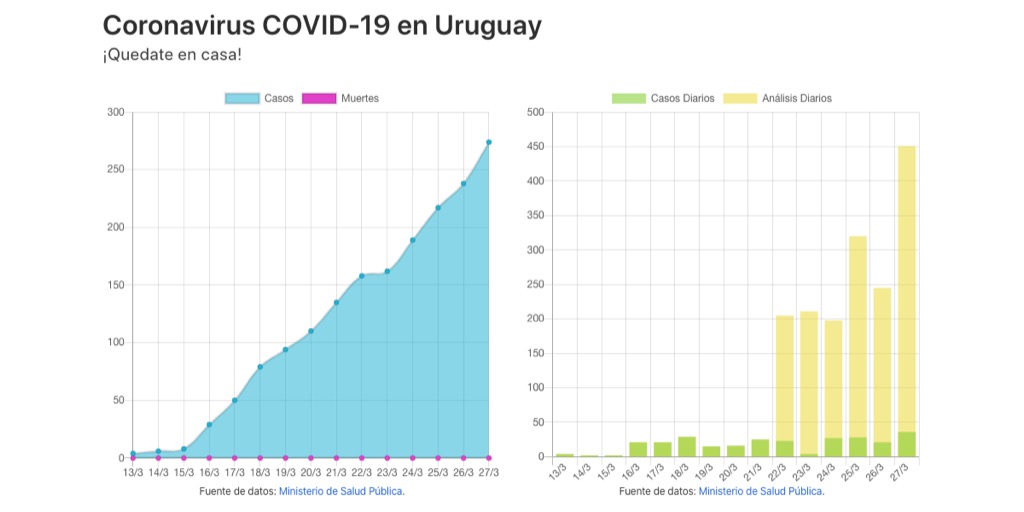 Coronavirus COVID-19 en Uruguay
¡Quedate en casa!
Casos Muertes
300
250
200
150
100
50
0
13/3 14/3 15/3 16/3 17/3 18/3 19/3 20/3 21/3 22/3 23/3 24/3 25/3 26/3 27/3
Fuente de datos: Ministerio de Salud Pública.
Casos Diarios Análisis Diarios
500
450
400
350
300
250
200
150
100
50
0
13/3 14/3 15/3 16/3 17/3 18/3 19/3 20/3 21/3 22/3 23/3 24/3 25/3 26/3 27/3
Fuente de datos: Ministerio de Salud Pública.